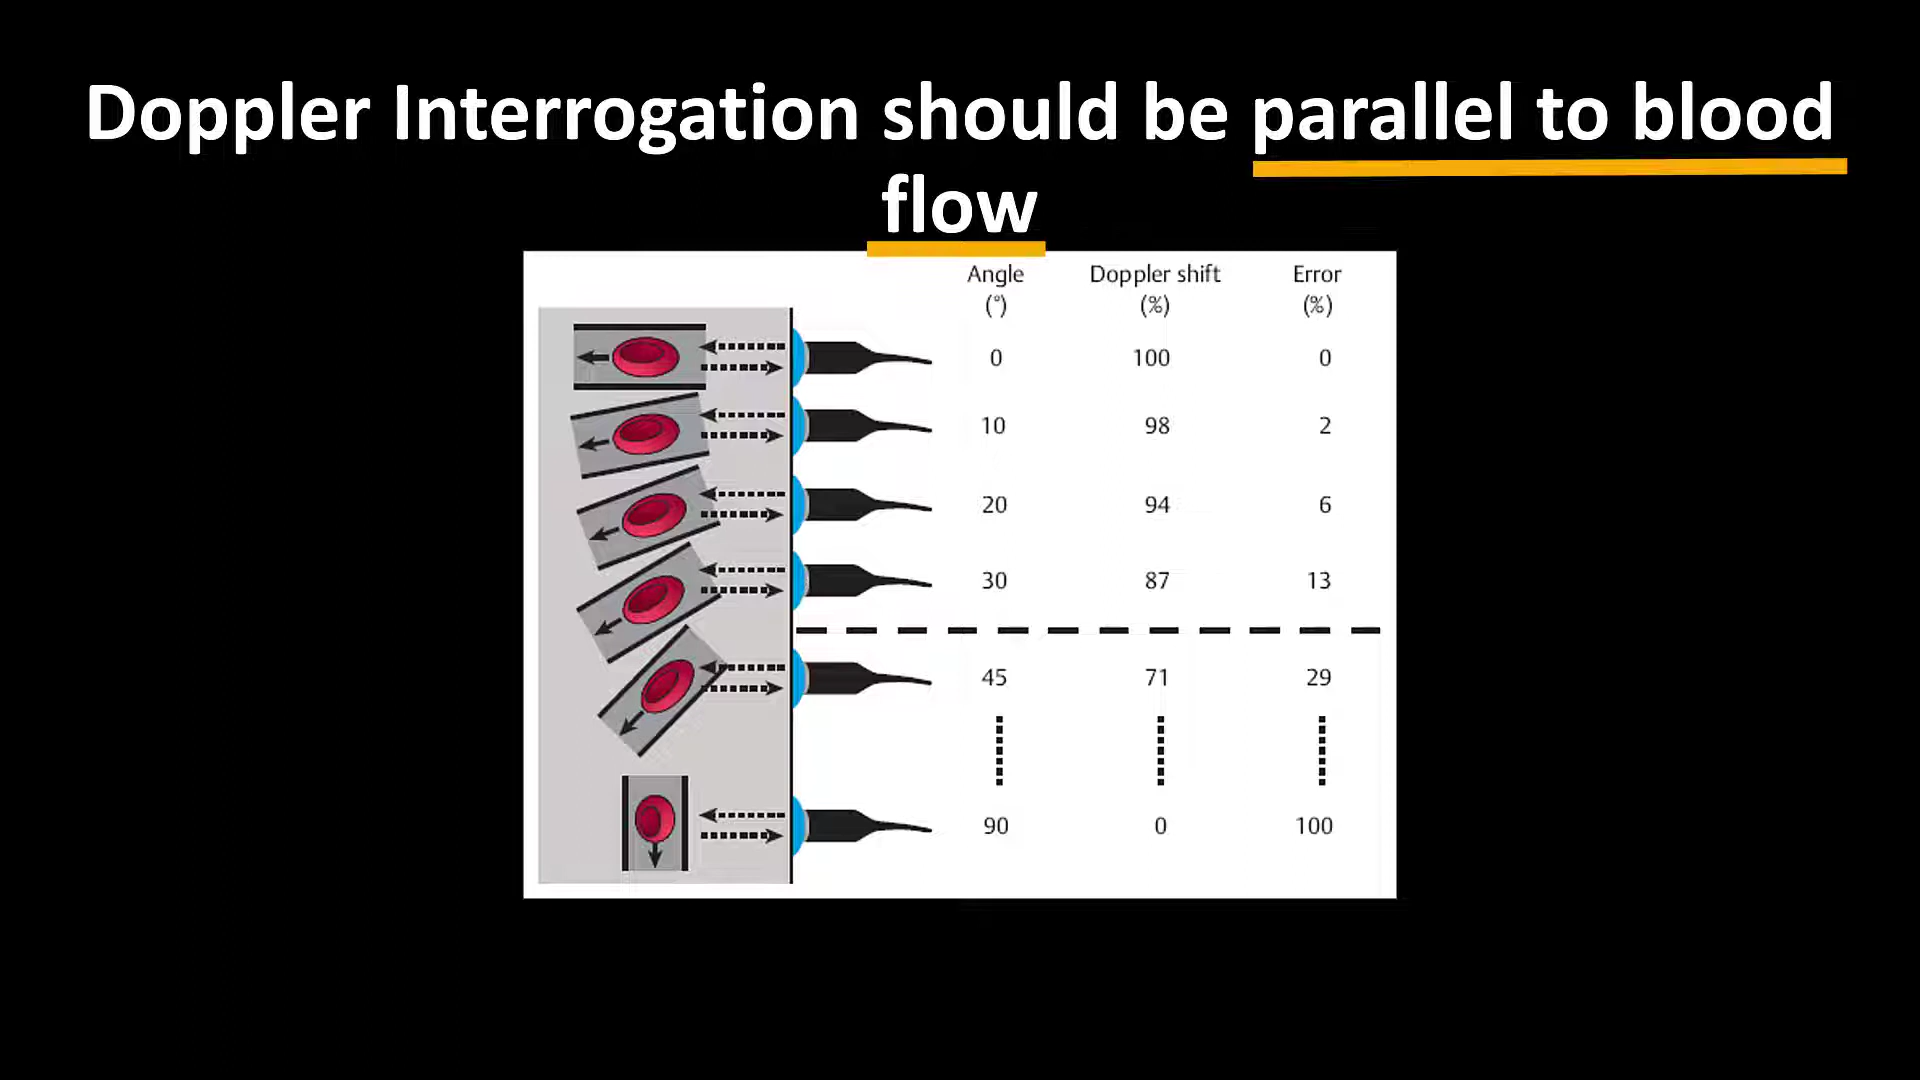 Doppler Interrogation should be parallel to blood
flow
Angle Doppler shift Error
(°) (%) (%)
0 100 0
10 98 2
20 94 6
30 87 13
45 71 29
90 0 100